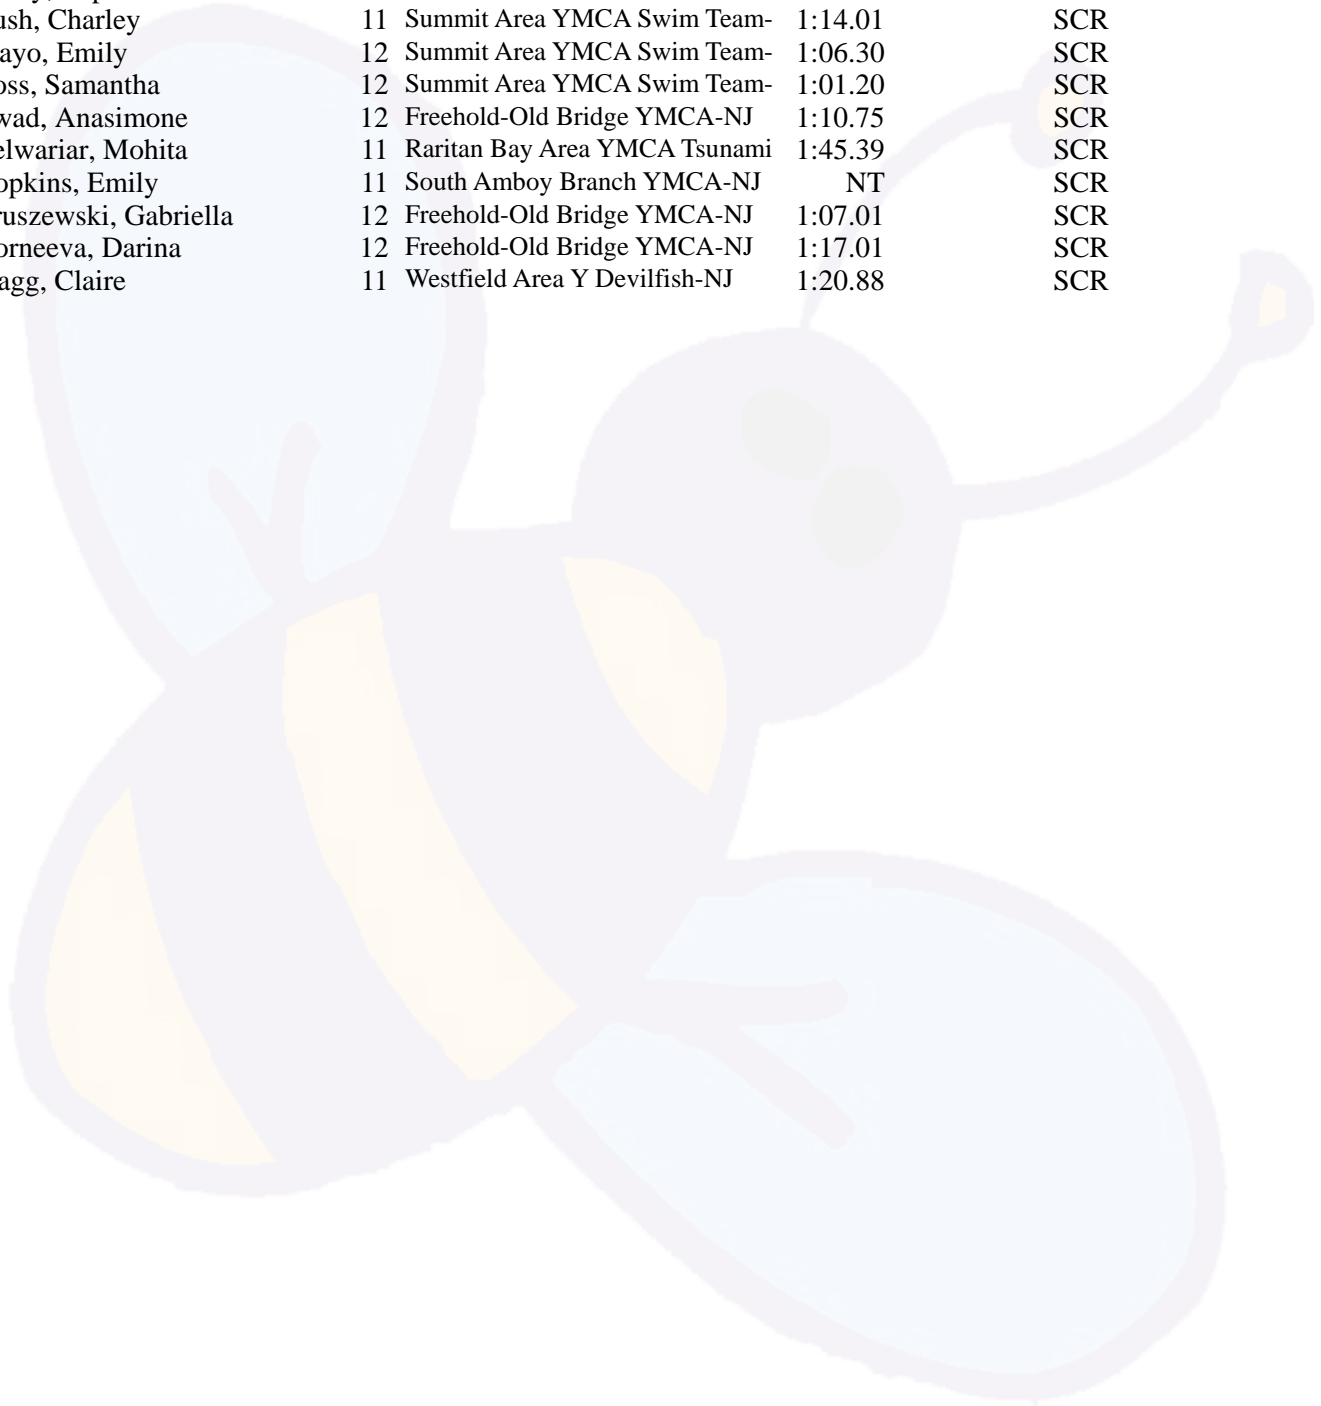 ush, Charley 11 Summit Area YMCA Swim Team- 1:14.01 SCR
ayo, Emily 12 Summit Area YMCA Swim Team- 1:06.30 SCR
oss, Samantha 12 Summit Area YMCA Swim Team- 1:01.20 SCR
wad, Anasimone 12 Freehold-Old Bridge YMCA-NJ 1:10.75 SCR
elwariar, Mohita 11 Raritan Bay Area YMCA Tsunami 1:45.39 SCR
opkins, Emily 11 South Amboy Branch YMCA-NJ NT SCR
ruszewski, Gabriella 12 Freehold-Old Bridge YMCA-NJ 1:07.01 SCR
orneeva, Darina 12 Freehold-Old Bridge YMCA-NJ 1:17.01 SCR
agg, Claire 11 Westfield Area Y Devilfish-NJ 1:20.88 SCR